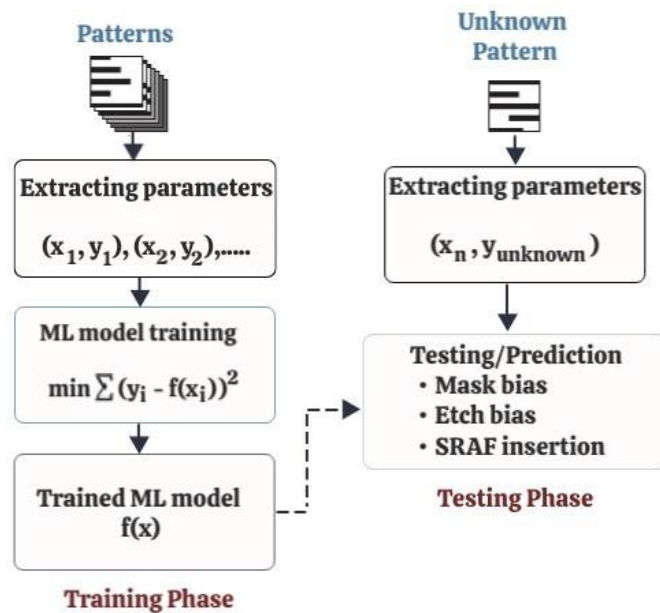 Patterns
Extracting parameters
(x₁, y₁), (x₂, y₂),.....
ML model training
min ∑ (yᵢ - f(xᵢ))²
Trained ML model
f(x)
Training Phase
Unknown
Pattern
Extracting parameters
(xₙ, y_unknown)
Testing/Prediction
• Mask bias
• Etch bias
• SRAF insertion
Testing Phase